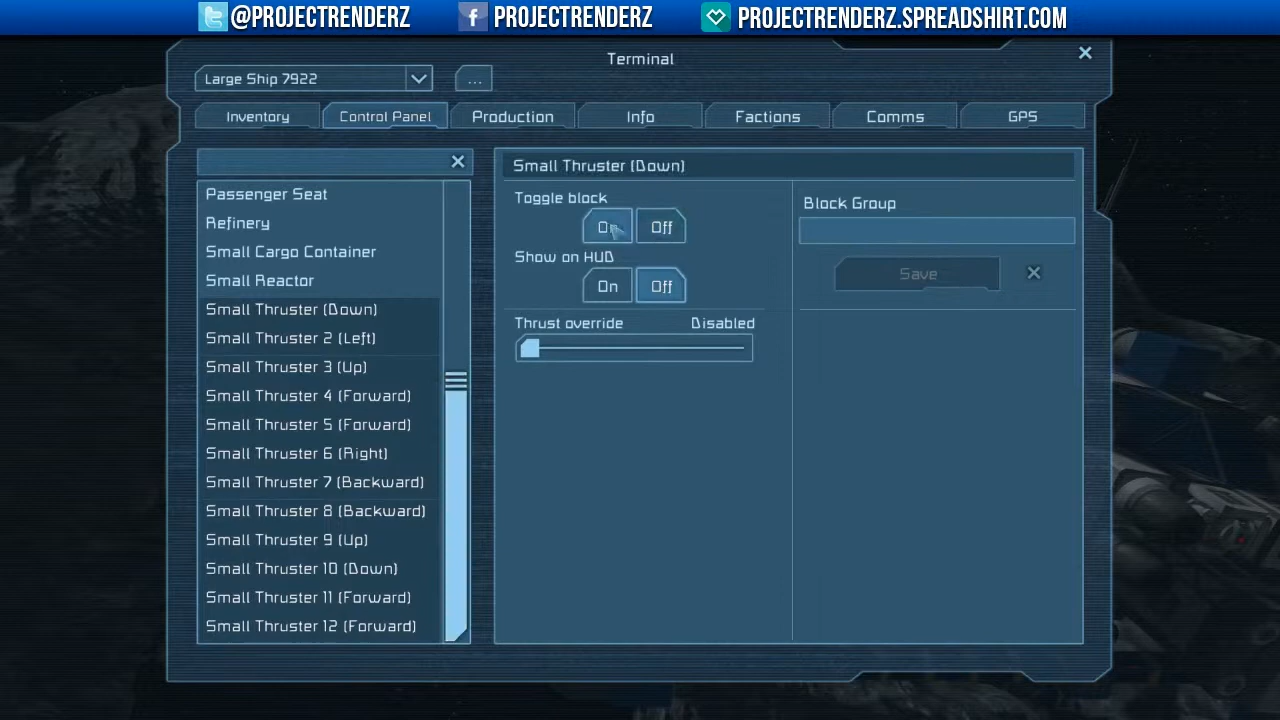 @PROJECTRENDERZ PROJECTRENDERZ PROJECTRENDERZ.SPREADSHIRT.COM
Terminal
Large Ship 7922 ...
Inventory Control Panel Production Info Factions Comms GPS
Passenger Seat
Refinery
Small Cargo Container
Small Reactor
Small Thruster (Down)
Small Thruster 2 (Left)
Small Thruster 3 (Up)
Small Thruster 4 (Forward)
Small Thruster 5 (Forward)
Small Thruster 6 (Right)
Small Thruster 7 (Backward)
Small Thruster 8 (Backward)
Small Thruster 9 (Up)
Small Thruster 10 (Down)
Small Thruster 11 (Forward)
Small Thruster 12 (Forward)
Small Thruster (Down)
Toggle block
On Off
Show on HUD
On Off
Thrust override Disabled
Block Group
Save